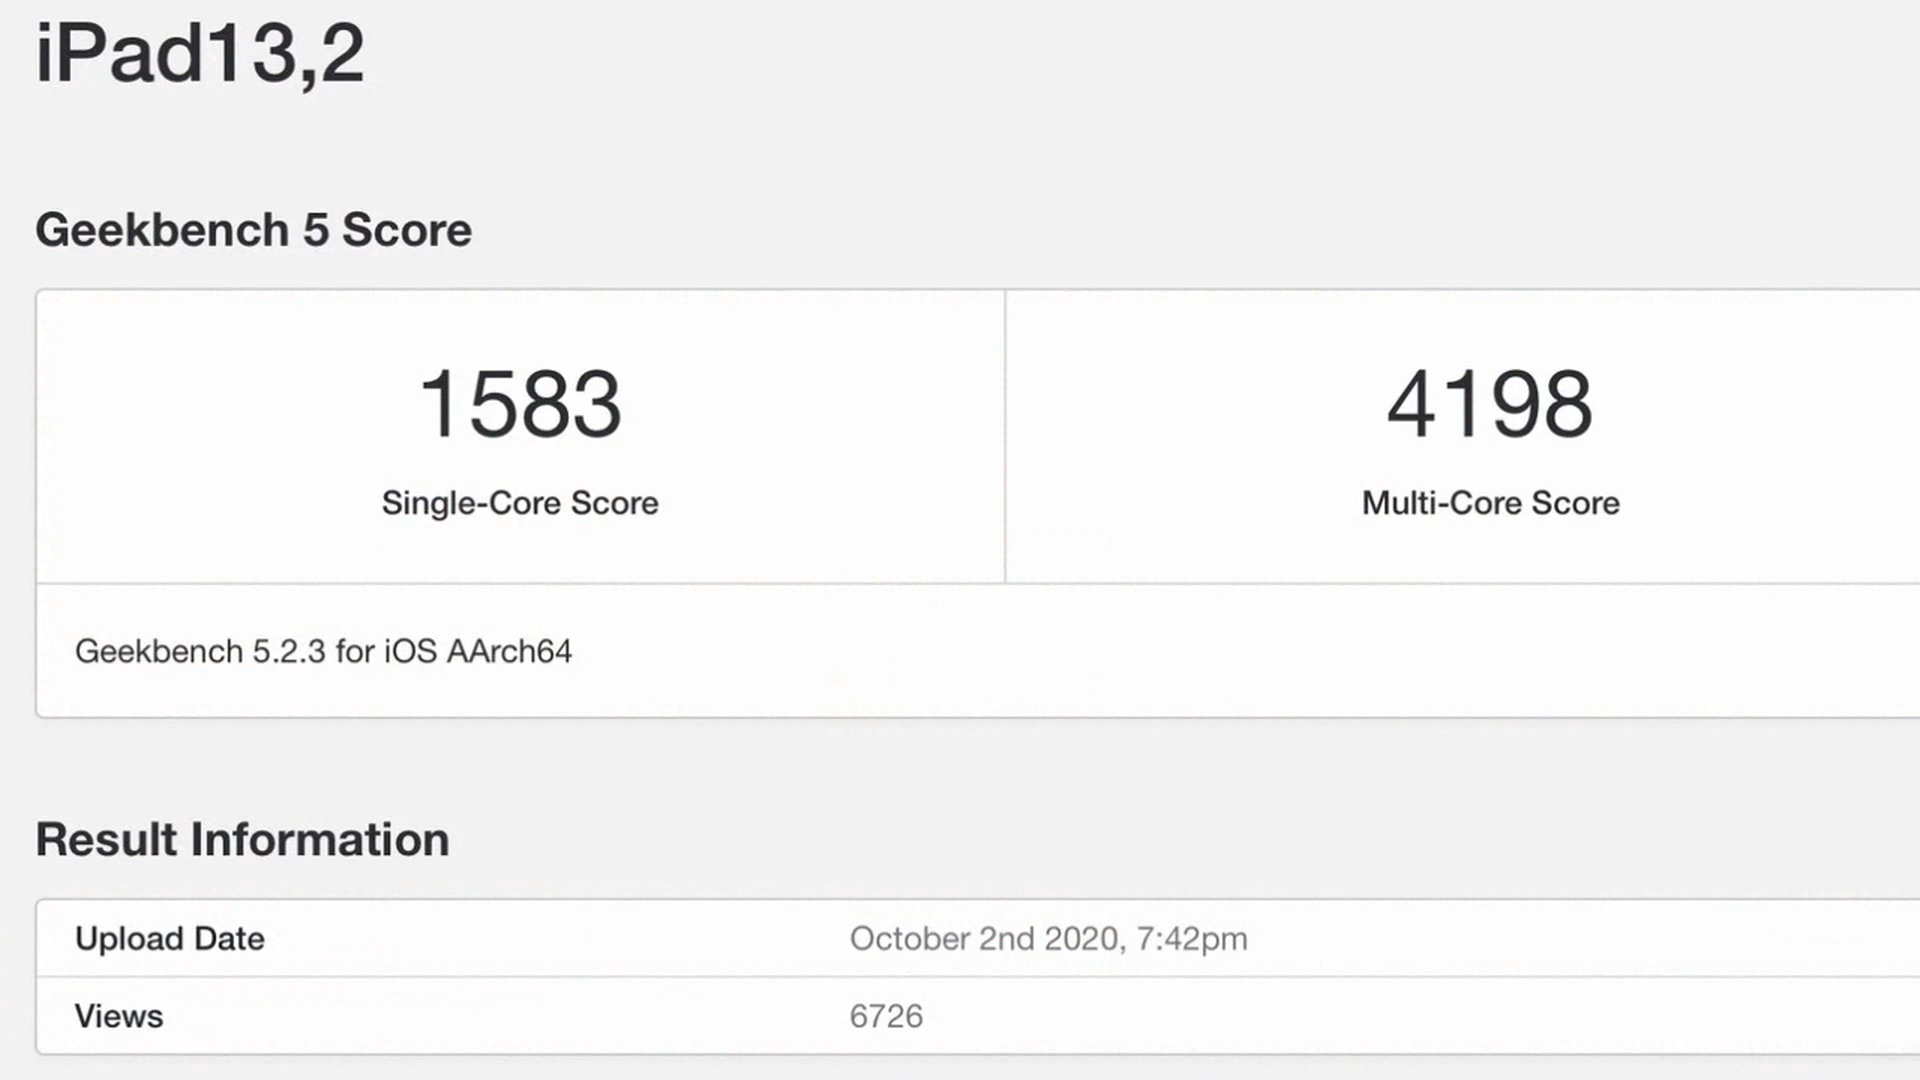 iPad13,2
Geekbench 5 Score
1583
4198
Single-Core Score
Multi-Core Score
Geekbench 5.2.3 for iOS AArch64
Result Information
Upload Date
October 2nd 2020, 7:42pm
Views
6726